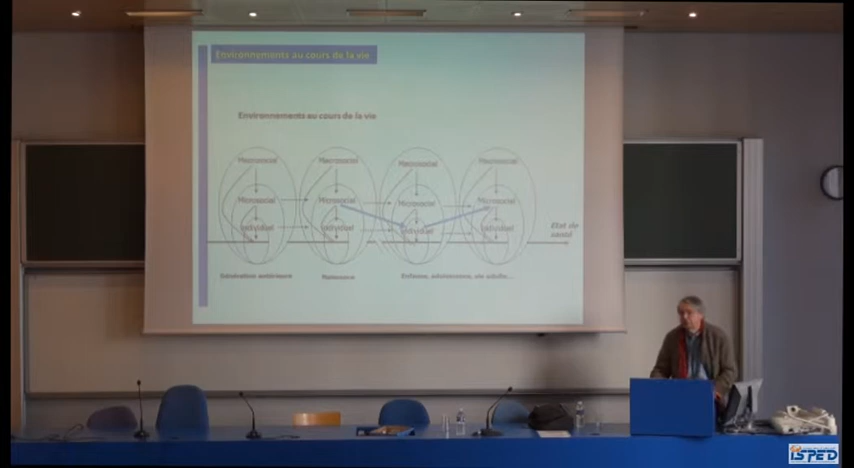 Environnements au cours de la vie
Environnements au cours de la vie
Macrosocial Macrosocial Macrosocial Macrosocial
Microsocial Microsocial Microsocial Microsocial
Individuel Individuel Individuel Individuel
Etat de
santé
Génération antérieure Naissance Enfance, adolescence, vie adulte...
ISPED